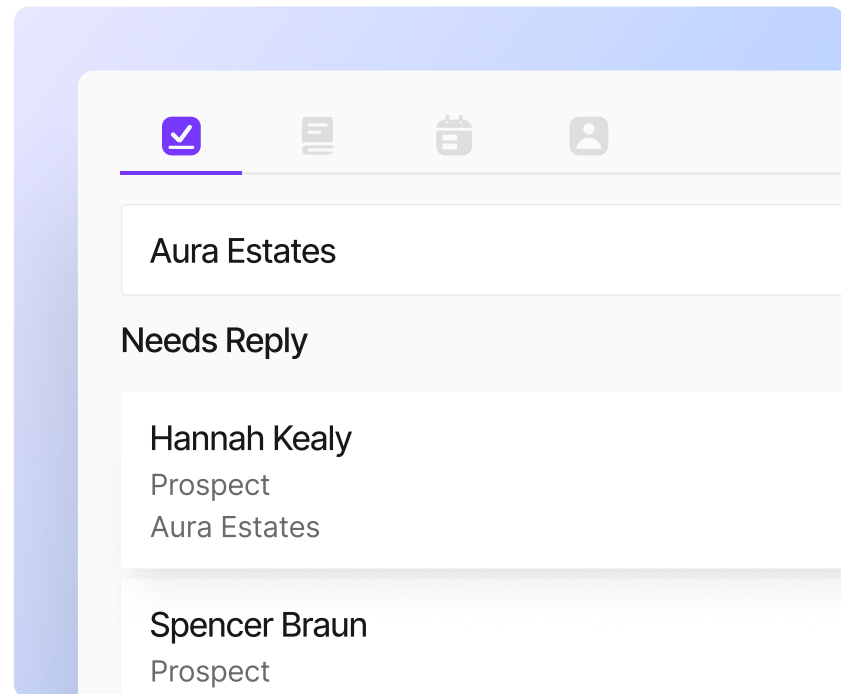 Aura Estates
Needs Reply
Hannah Kealy
Prospect
Aura Estates
Spencer Braun
Prospect